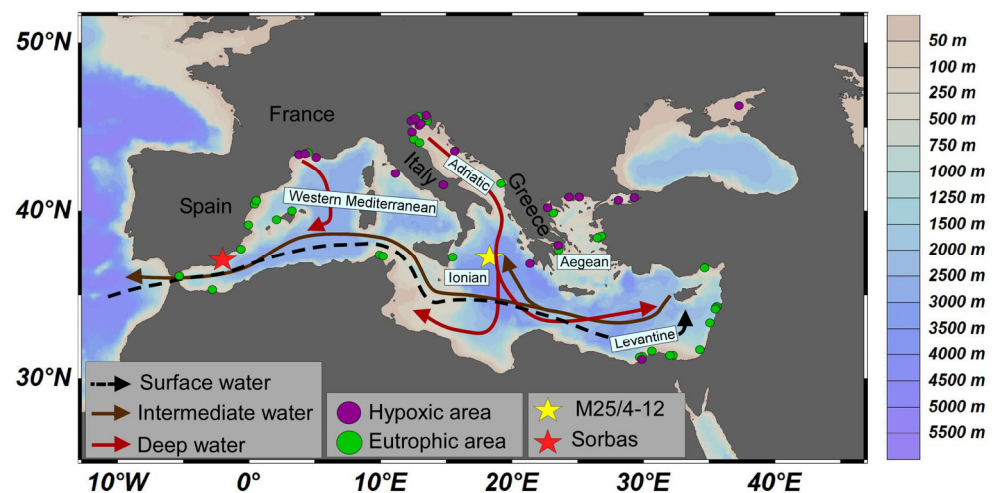 50°N
40°N
30°N
10°W
0°
10°E
20°E
30°E
40°E
France
Spain
Italy
Greece
Adriatic
Western Mediterranean
Ionian
Aegean
Levantine
Surface water
Intermediate water
Deep water
Hypoxic area
Eutrophic area
M25/4-12
Sorbas
50 m
100 m
500 m
750 m
1000 m
1250 m
1500 m
2000 m
2500 m
3000 m
3500 m
4000 m
4500 m
5000 m
5500 m